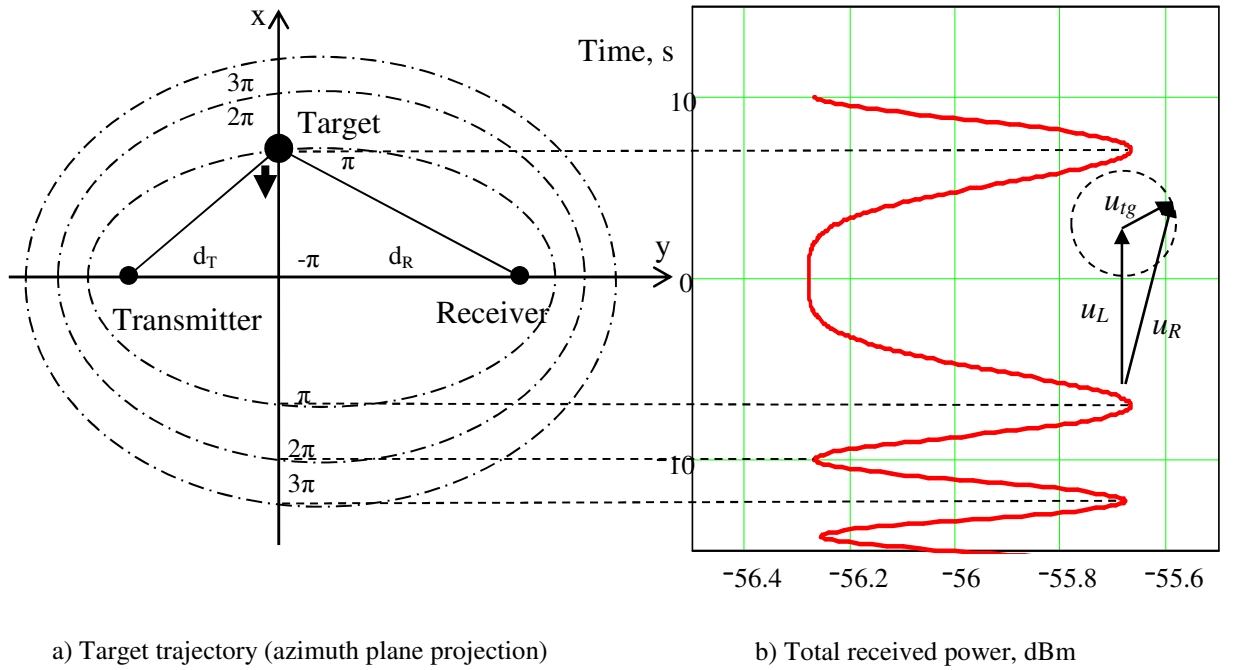 x
Time, s
3π
2π
Target
π
10
d_T
-π
d_R
y
0
Transmitter
Receiver
π
2π
3π
-10
u_tg
u_L
u_R
-56.4
-56.2
-56
-55.8
-55.6
a) Target trajectory (azimuth plane projection)
b) Total received power, dBm